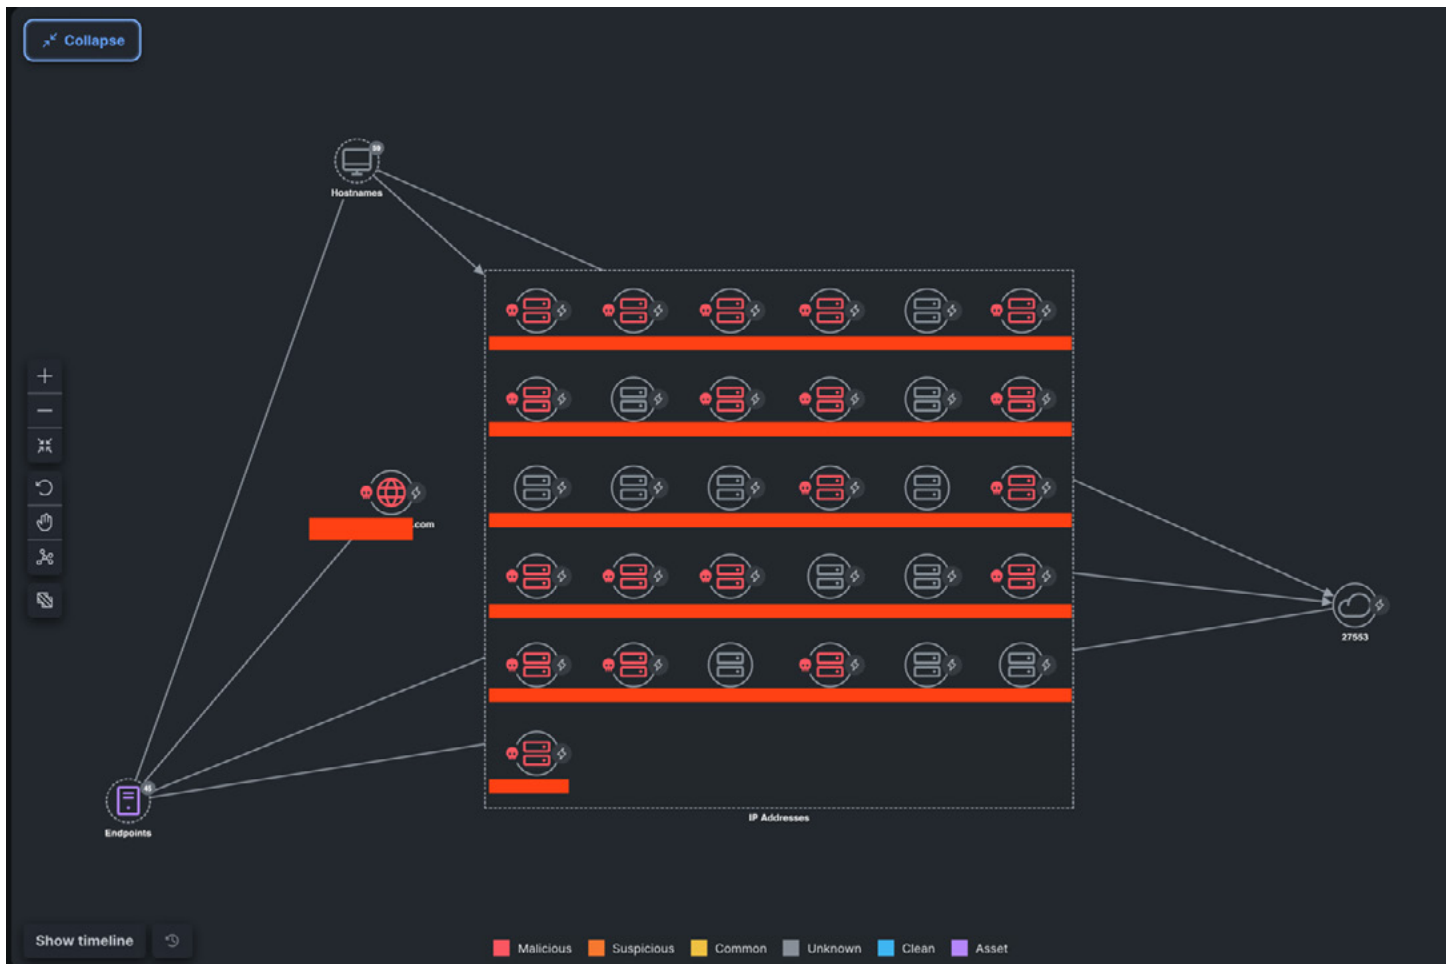 Collapse
Hostnames
.com
27553
IP Addresses
Endpoints
Show timeline
Malicious Suspicious Common Unknown Clean Asset